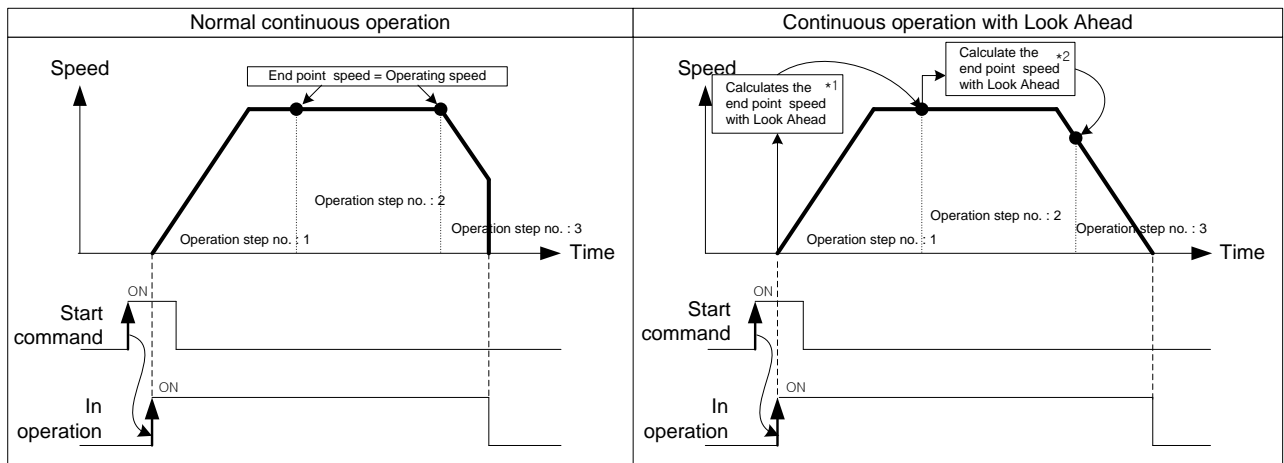 Normal continuous operation
Speed
End point speed = Operating speed
Operation step no. : 2
Operation step no. : 1
Operation step no. : 3
Time
ON
Start
command
ON
In
operation
Continuous operation with Look Ahead
Speed
Calculates the *1
end point speed
with Look Ahead
Calculate the *2
end point speed
with Look Ahead
Operation step no. : 2
Operation step no. : 1
Operation step no. : 3
Time
ON
Start
command
ON
In
operation